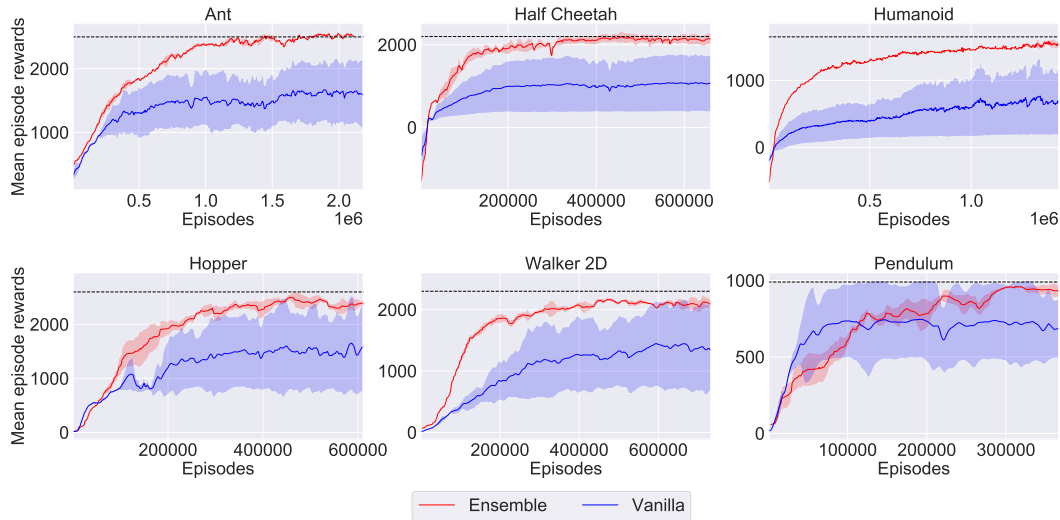 Ant
Half Cheetah
Humanoid
Mean episode rewards
2000
1000
0.5
1.0
1.5
2.0
1e6
Episodes
2000
0
200000
400000
600000
Episodes
1000
0
0.5
1.0
1e6
Episodes
Hopper
Walker 2D
Pendulum
Mean episode rewards
2000
1000
0
200000
400000
600000
Episodes
2000
1000
0
200000
400000
600000
Episodes
1000
500
0
100000
200000
300000
Episodes
Ensemble
Vanilla